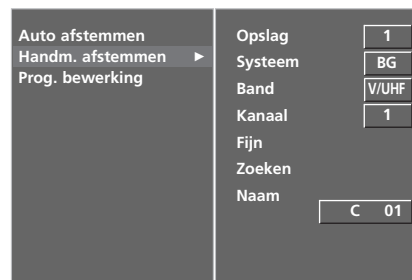 Auto afstemmen
Handm. afstemmen ►
Prog. bewerking
Opslag 1
Systeem BG
Band V/UHF
Kanaal 1
Fijn
Zoeken
Naam
C 01